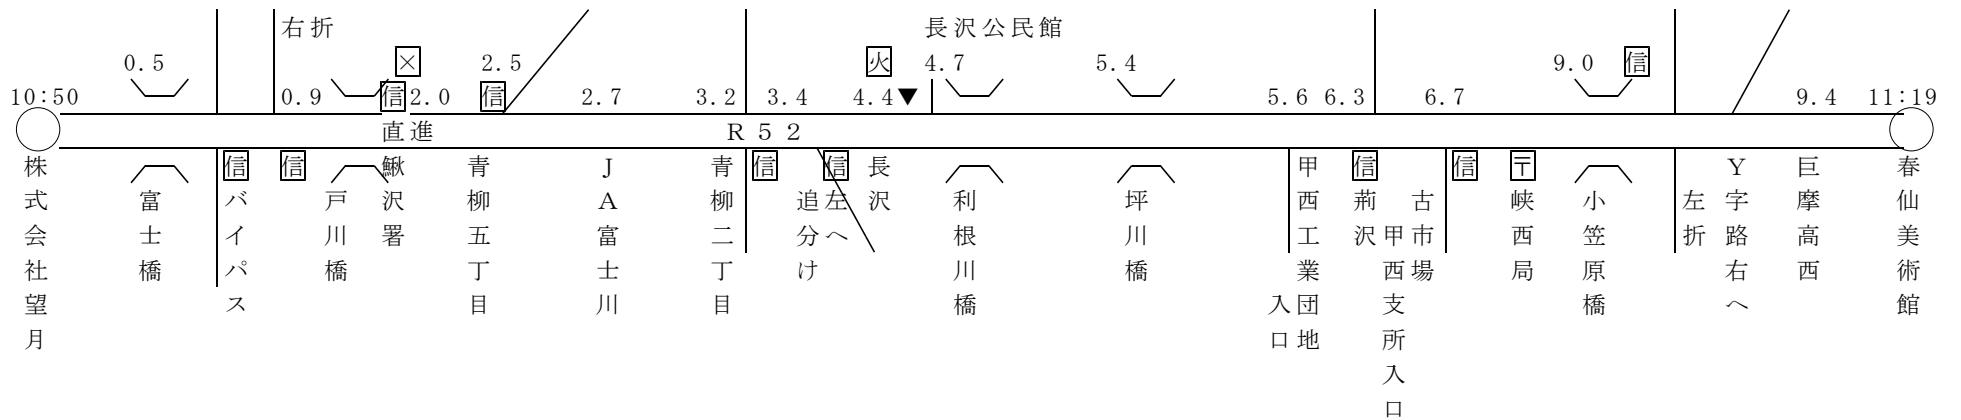 右折
長沢公民館
0.5
×
2.5
火
4.7
5.4
9.0
信
10:50
0.9
信
2.0
信
2.7
3.2
3.4
4.4▼
5.6
6.3
6.7
9.4
11:19
直進
R52
株式会社望月
富士橋
信
バイパス
信
戸川橋
鰍沢署
青柳五丁目
JA富士川
青柳二丁目
信
追分け
信
左へ
長沢
利根川橋
坪川橋
甲西工業団地
入口
信
荊沢
甲西支所入口
古市場
信
〒
峡西局
小笠原橋
左折
Y字路右へ
巨摩高西
春仙美術館